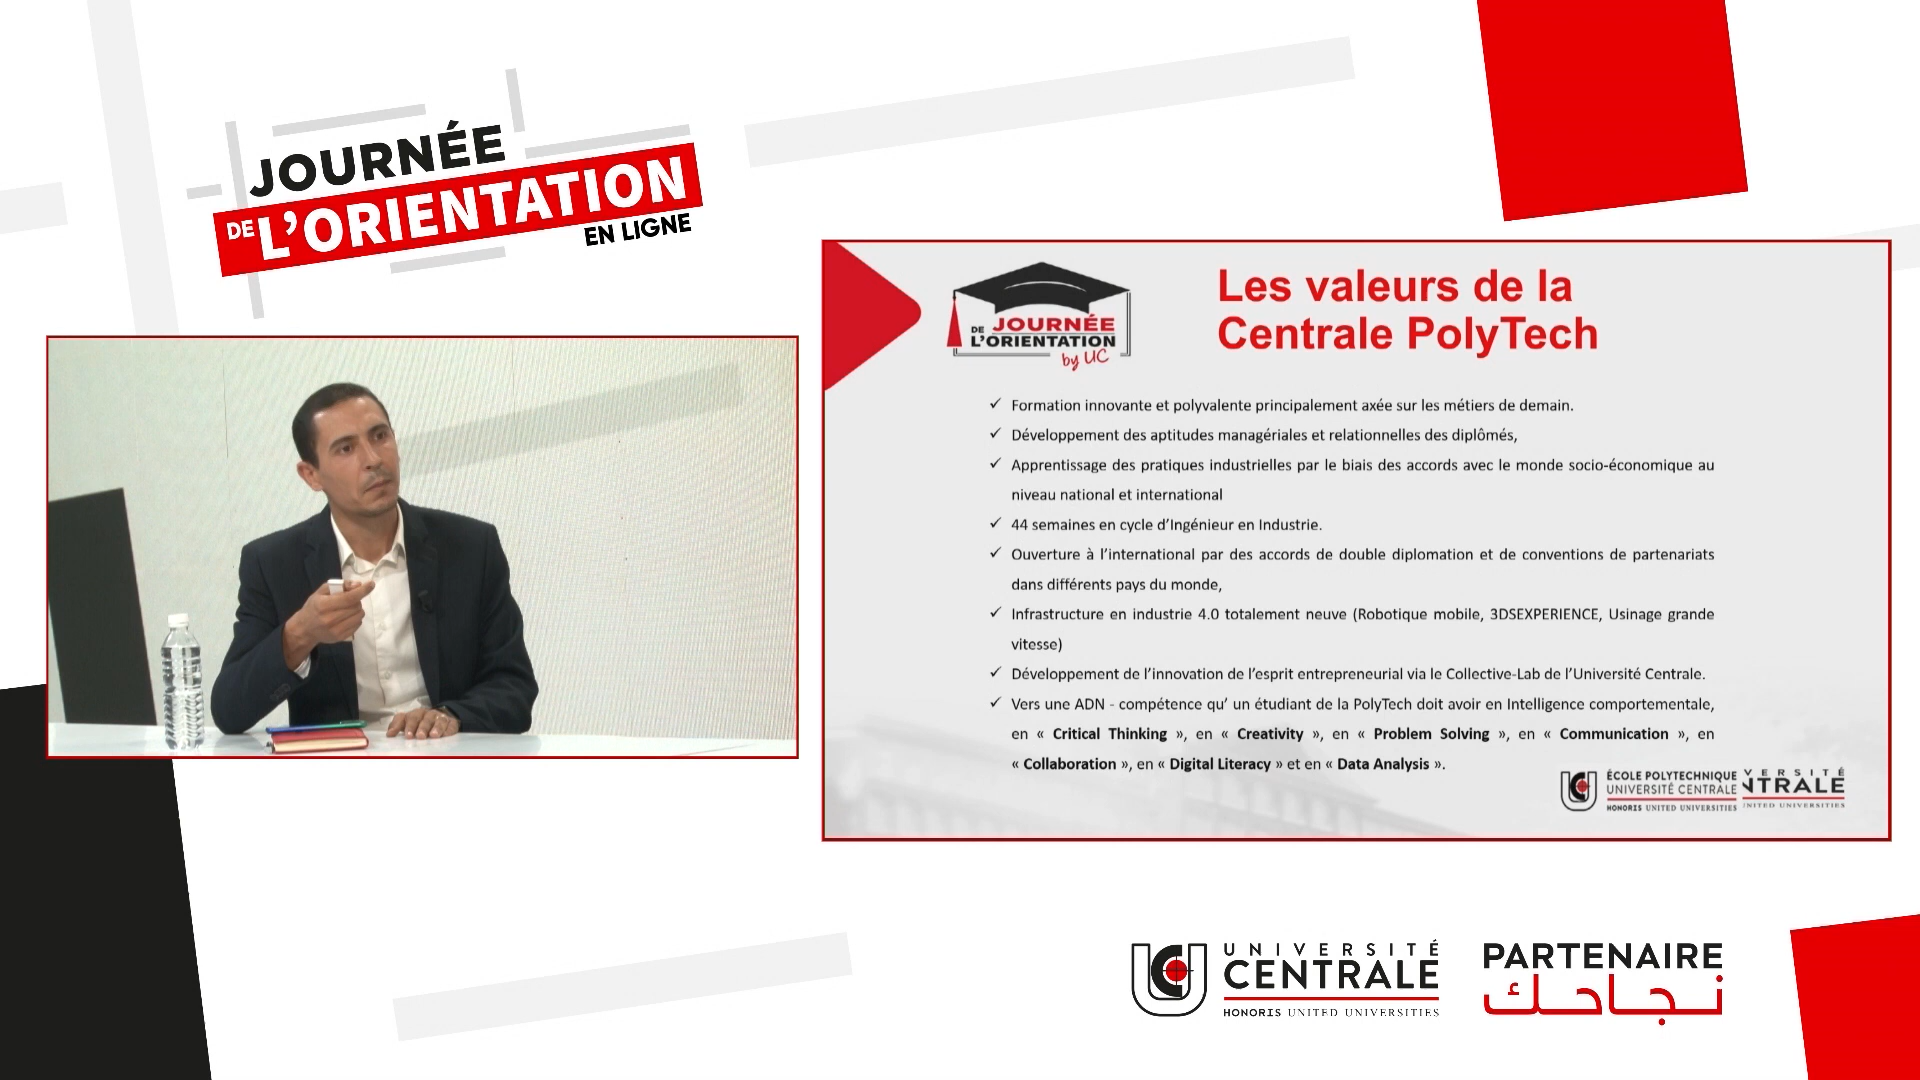 JOURNÉE
DE L'ORIENTATION
EN LIGNE
DE JOURNÉE
L'ORIENTATION
by UC
Les valeurs de la
Centrale PolyTech
✓ Formation innovante et polyvalente principalement axée sur les métiers de demain.
✓ Développement des aptitudes managériales et relationnelles des diplômés,
✓ Apprentissage des pratiques industrielles par le biais des accords avec le monde socio-économique au
niveau national et international
✓ 44 semaines en cycle d'Ingénieur en Industrie.
✓ Ouverture à l'international par des accords de double diplomation et de conventions de partenariats
dans différents pays du monde,
✓ Infrastructure en industrie 4.0 totalement neuve (Robotique mobile, 3DSEXPERIENCE, Usinage grande
vitesse)
✓ Développement de l'innovation de l'esprit entrepreneurial via le Collective-Lab de l'Université Centrale.
✓ Vers une ADN - compétence qu' un étudiant de la PolyTech doit avoir en Intelligence comportementale,
en « Critical Thinking », en « Creativity », en « Problem Solving », en « Communication », en
« Collaboration », en « Digital Literacy » et en « Data Analysis ».
ÉCOLE POLYTECHNIQUE
UNIVERSITÉ CENTRALE
HONORIS UNITED UNIVERSITIES
UNIVERSITÉ
CENTRALE
HONORIS UNITED UNIVERSITIES
PARTENAIRE
نجاحك